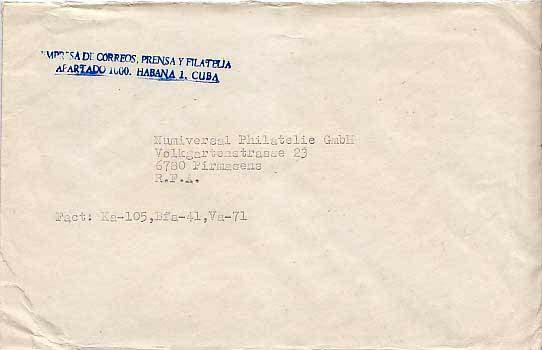 EMPRESA DE CORREOS, PRENSA Y FILATELIA
APARTADO 1000. HABANA 1. CUBA
Numiversal Philatelie GmbH
Volkgartenstrasse 23
6780 Pirmasens
R.F.A.
Fact: Ka-105,Bfa-41,Va-71